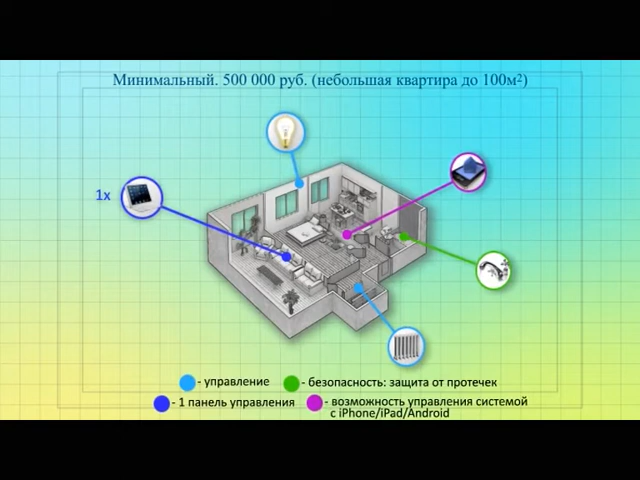 Минимальный. 500 000 руб. (небольшая квартира до 100м²)
1x
- управление
- безопасность: защита от протечек
- 1 панель управления
- возможность управления системой
с iPhone/iPad/Android